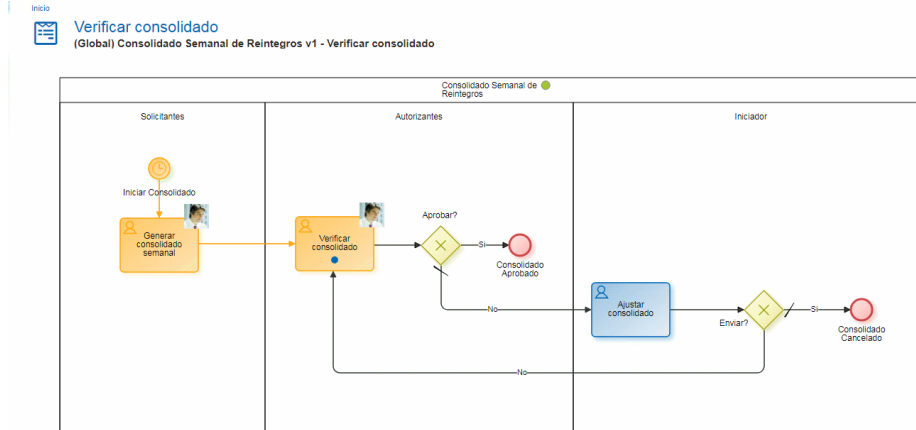 Inicio
Verificar consolidado
(Global) Consolidado Semanal de Reintegros v1 - Verificar consolidado
Consolidado Semanal de
Reintegros
Solicitantes
Autorizantes
Iniciador
Iniciar Consolidado
Generar
consolidado
semanal
Verificar
consolidado
Aprobar?
Si
Consolidado
Aprobado
No
Ajustar
consolidado
Enviar?
Si
Consolidado
Cancelado
No